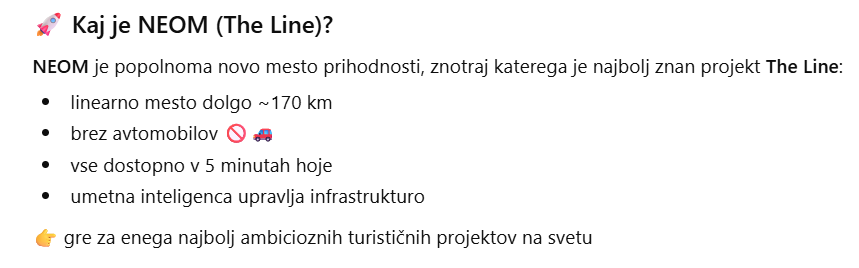 🚀 Kaj je NEOM (The Line)?
NEOM je popolnoma novo mesto prihodnosti, znotraj katerega je najbolj znan projekt The Line:
• linearno mesto dolgo ~170 km
• brez avtomobilov 🚫 🚗
• vse dostopno v 5 minutah hoje
• umetna inteligenca upravlja infrastrukturo
👉 gre za enega najbolj ambicioznih turističnih projektov na svetu